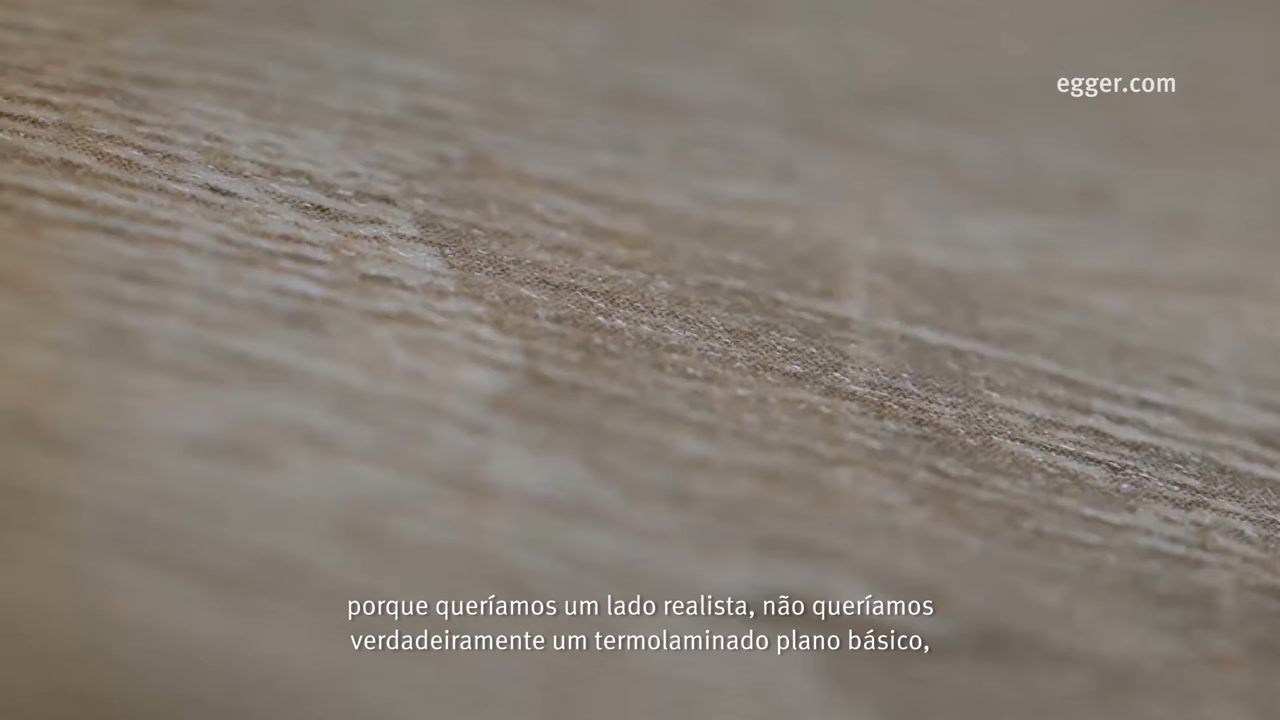 egger.com
porque queríamos um lado realista, não queríamos
verdadeiramente um termolaminado plano básico,